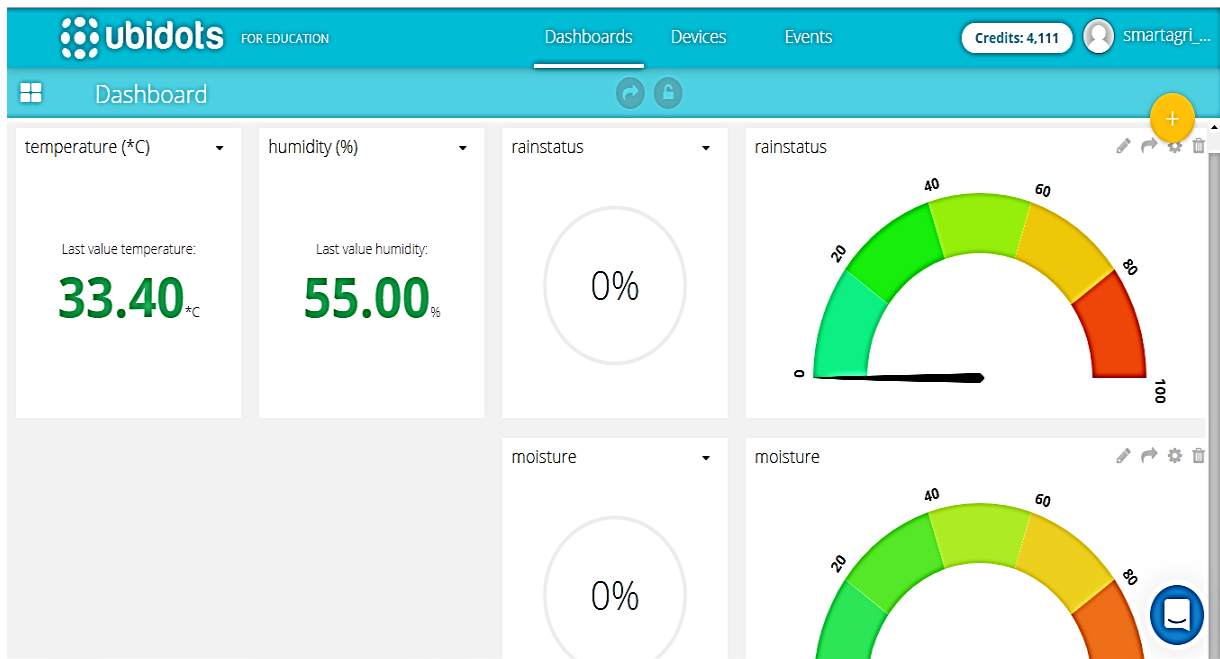 ubidots FOR EDUCATION
Dashboards
Devices
Events
Credits: 4,111
smartagri_...
Dashboard
+
temperature (*C)
Last value temperature:
33.40*C
humidity (%)
Last value humidity:
55.00%
rainstatus
0%
rainstatus
0
20
40
60
80
100
moisture
0%
moisture
20
40
60
80